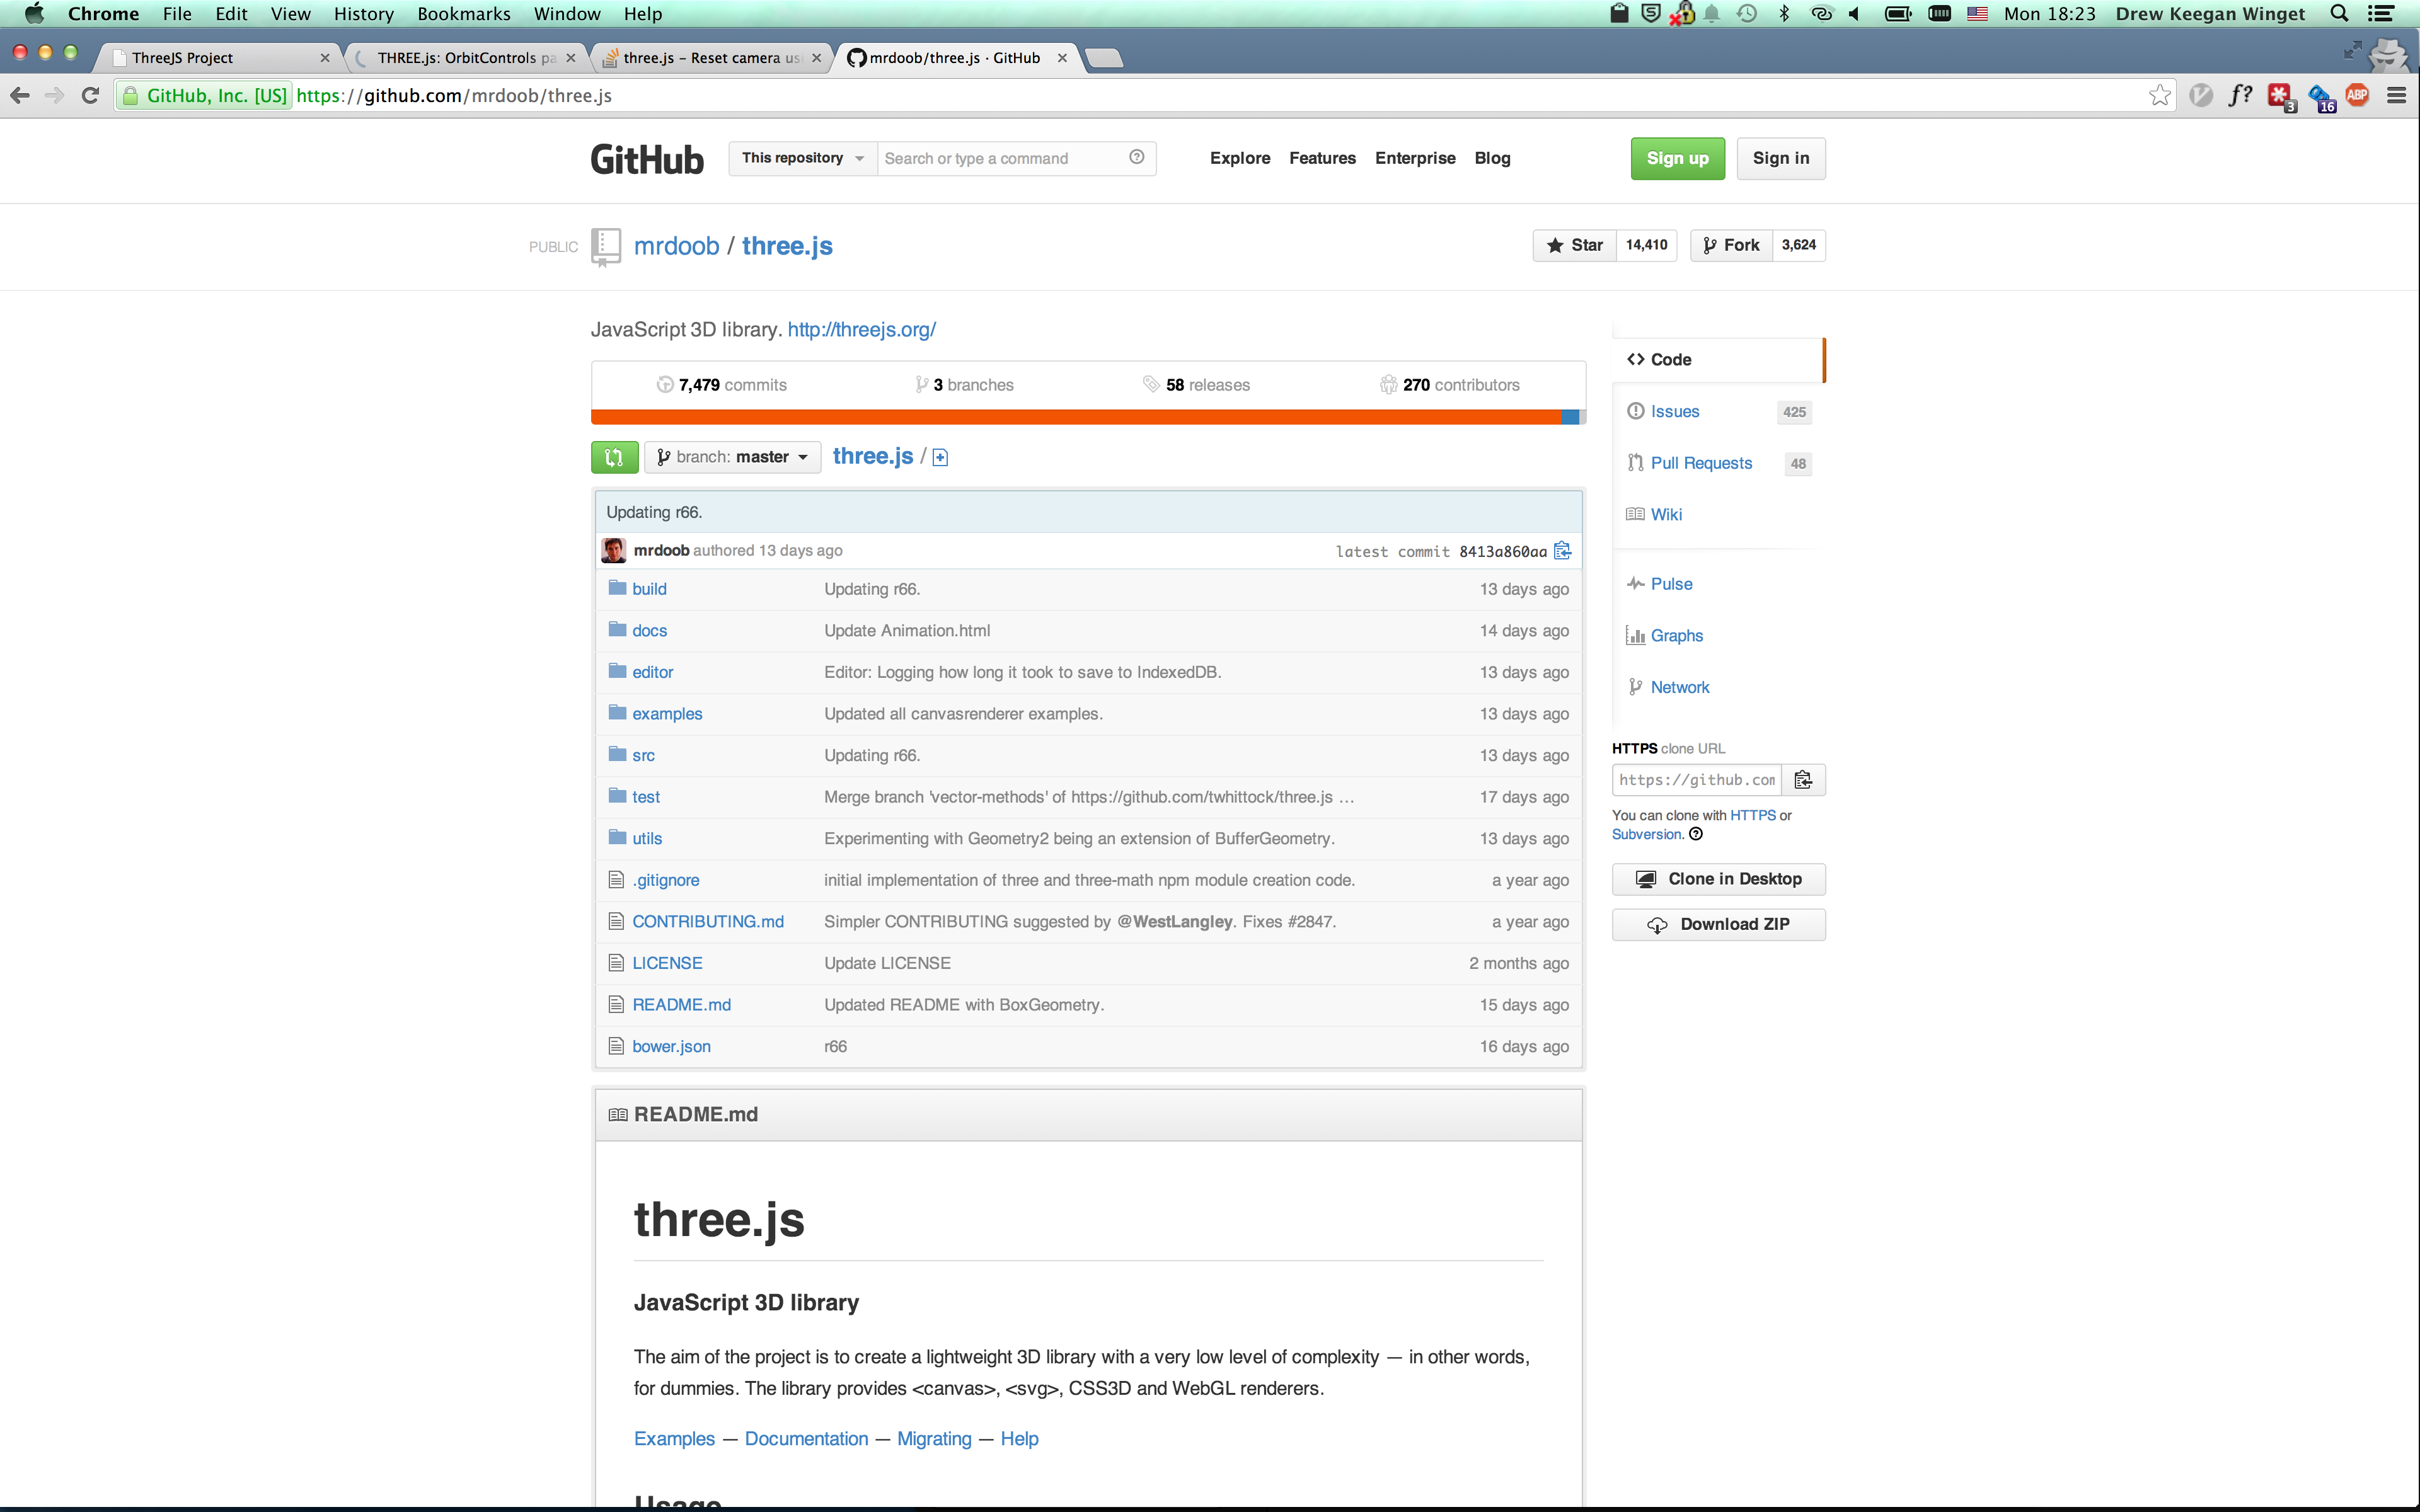 Chrome File Edit View History Bookmarks Window Help Mon 18:23 Drew Keegan Winget
ThreeJS Project THREE.js: OrbitControls pa three.js – Reset camera us mrdoob/three.js · GitHub
GitHub, Inc. [US] https://github.com/mrdoob/three.js f? 3 16 ABP
GitHub This repository Search or type a command Explore Features Enterprise Blog Sign up Sign in
PUBLIC mrdoob / three.js Star 14,410 Fork 3,624
JavaScript 3D library. http://threejs.org/
7,479 commits 3 branches 58 releases 270 contributors
branch: master three.js /
Updating r66.
mrdoob authored 13 days ago latest commit 8413a860aa
build Updating r66. 13 days ago
docs Update Animation.html 14 days ago
editor Editor: Logging how long it took to save to IndexedDB. 13 days ago
examples Updated all canvasrenderer examples. 13 days ago
src Updating r66. 13 days ago
test Merge branch 'vector-methods' of https://github.com/twhittock/three.js … 17 days ago
utils Experimenting with Geometry2 being an extension of BufferGeometry. 13 days ago
.gitignore initial implementation of three and three-math npm module creation code. a year ago
CONTRIBUTING.md Simpler CONTRIBUTING suggested by @WestLangley. Fixes #2847. a year ago
LICENSE Update LICENSE 2 months ago
README.md Updated README with BoxGeometry. 15 days ago
bower.json r66 16 days ago
Code
Issues 425
Pull Requests 48
Wiki
Pulse
Graphs
Network
HTTPS clone URL
https://github.com
You can clone with HTTPS or
Subversion.
Clone in Desktop
Download ZIP
README.md
three.js
JavaScript 3D library
The aim of the project is to create a lightweight 3D library with a very low level of complexity — in other words,
for dummies. The library provides <canvas>, <svg>, CSS3D and WebGL renderers.
Examples — Documentation — Migrating — Help
Usage